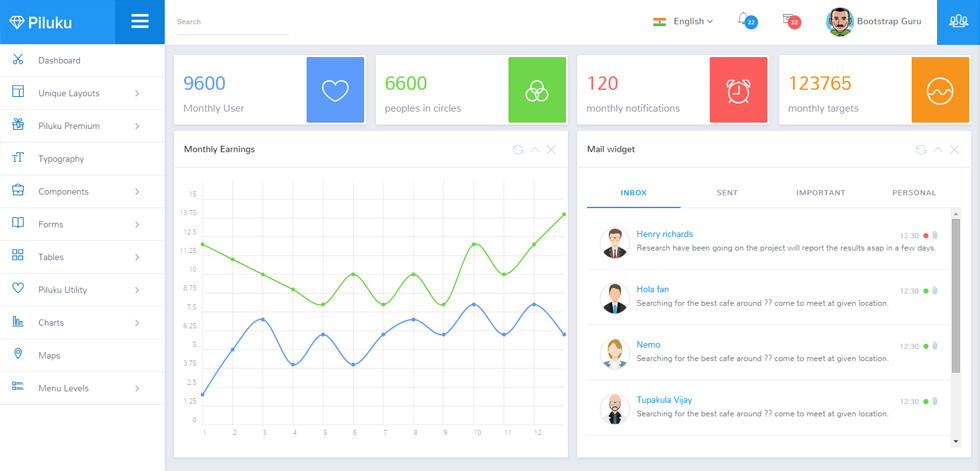 Piluku
Search
English
22
22
Bootstrap Guru
Dashboard
Unique Layouts
Piluku Premium
Typography
Components
Forms
Tables
Piluku Utility
Charts
Maps
Menu Levels
9600
Monthly User
6600
peoples in circles
120
monthly notifications
123765
monthly targets
Monthly Earnings
15
13.75
12.5
11.25
10
8.75
7.5
6.25
5
3.75
2.5
1.25
0
1 2 3 4 5 6 7 8 9 10 11 12
Mail widget
INBOX SENT IMPORTANT PERSONAL
Henry richards 12:30
Research have been going on the project will report the results asap in a few days.
Hola fan 12:30
Searching for the best cafe around ?? come to meet at given location.
Nemo 12:30
Searching for the best cafe around ?? come to meet at given location.
Tupakula Vijay 12:30
Searching for the best cafe around ?? come to meet at given location.